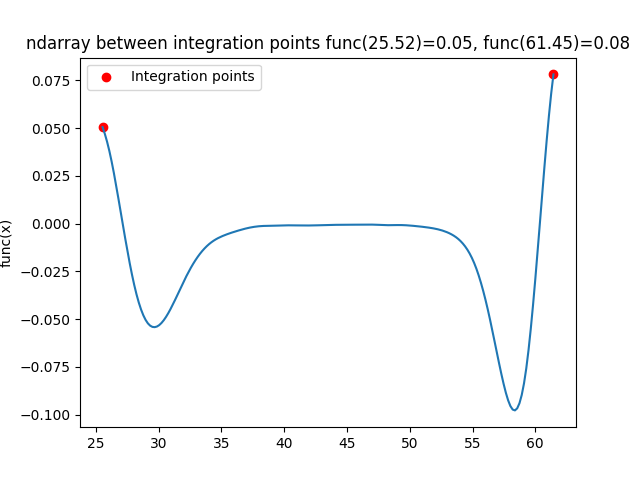 ndarray between integration points func(25.52)=0.05, func(61.45)=0.08
Integration points
func(x)
0.075
0.050
0.025
0.000
−0.025
−0.050
−0.075
−0.100
25 30 35 40 45 50 55 60